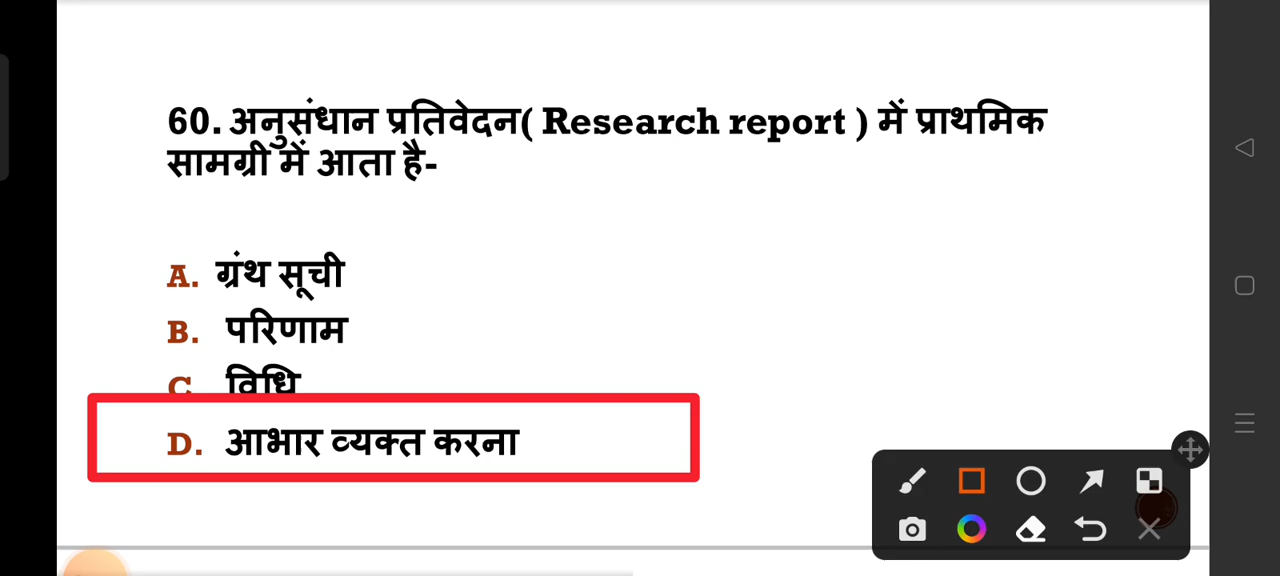 60. अनुसंधान प्रतिवेदन( Research report ) में प्राथमिक
सामग्री में आता है-
A. ग्रंथ सूची
B. परिणाम
C विधि
D. आभार व्यक्त करना